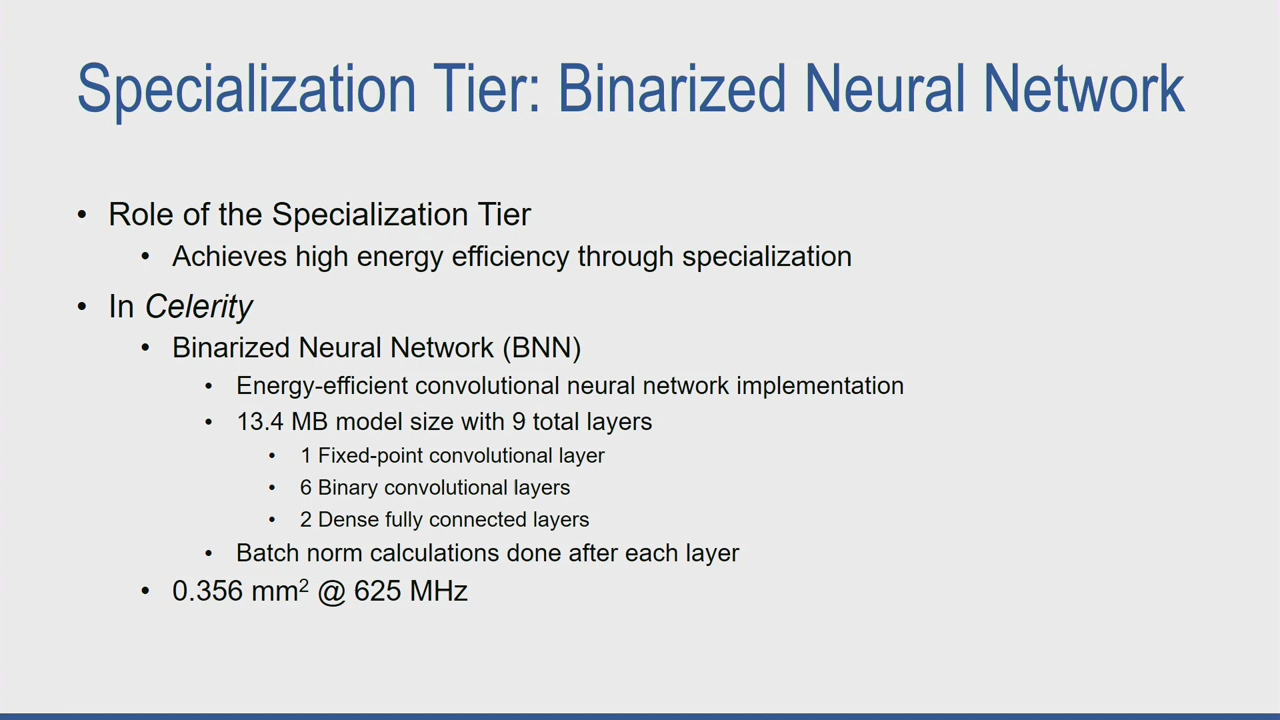 Specialization Tier: Binarized Neural Network
• Role of the Specialization Tier
• Achieves high energy efficiency through specialization
• In Celerity
• Binarized Neural Network (BNN)
• Energy-efficient convolutional neural network implementation
• 13.4 MB model size with 9 total layers
• 1 Fixed-point convolutional layer
• 6 Binary convolutional layers
• 2 Dense fully connected layers
• Batch norm calculations done after each layer
• 0.356 mm² @ 625 MHz